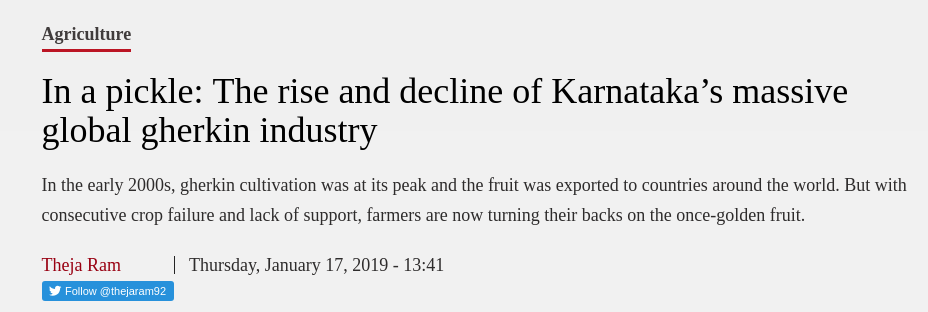 Agriculture
In a pickle: The rise and decline of Karnataka’s massive
global gherkin industry
In the early 2000s, gherkin cultivation was at its peak and the fruit was exported to countries around the world. But with
consecutive crop failure and lack of support, farmers are now turning their backs on the once-golden fruit.
Theja Ram | Thursday, January 17, 2019 - 13:41
Follow @thejaram92